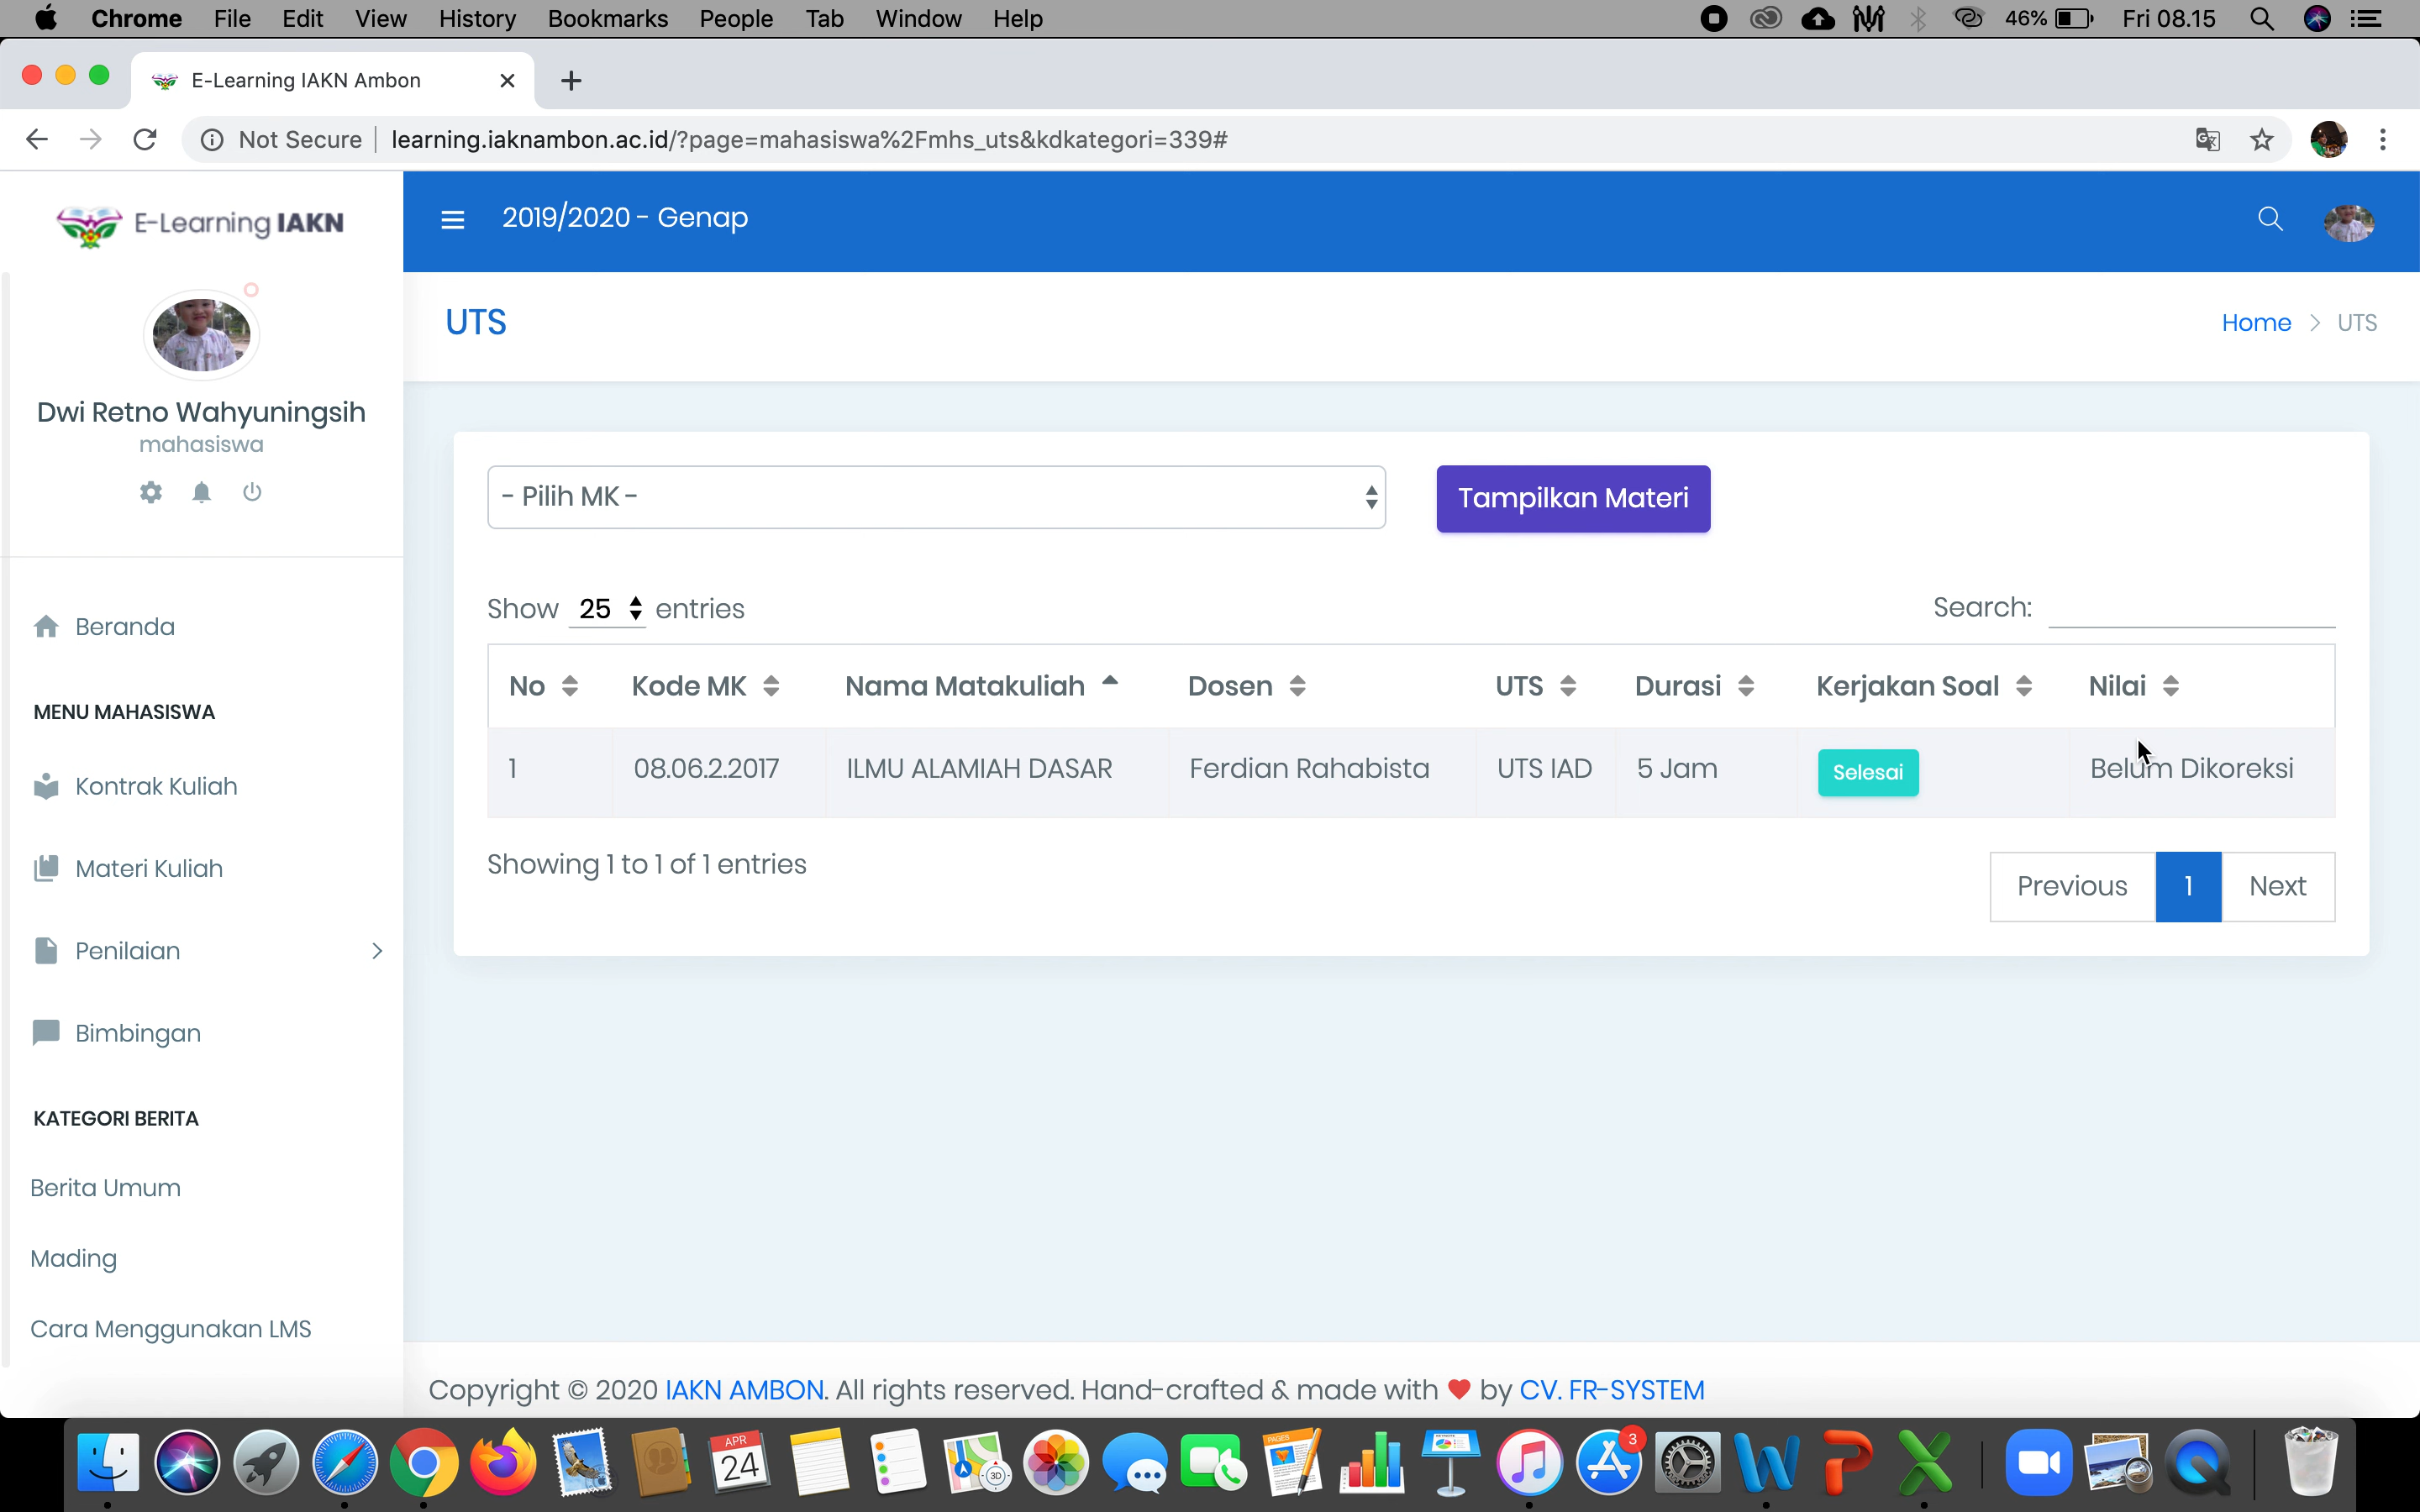 Chrome File Edit View History Bookmarks People Tab Window Help 46% Fri 08.15
E-Learning IAKN Ambon
Not Secure learning.iaknambon.ac.id/?page=mahasiswa%2Fmhs_uts&kdkategori=339#
E-Learning IAKN
2019/2020 - Genap
UTS
Home > UTS
Dwi Retno Wahyuningsih
mahasiswa
Beranda
MENU MAHASISWA
Kontrak Kuliah
Materi Kuliah
Penilaian
Bimbingan
KATEGORI BERITA
Berita Umum
Mading
Cara Menggunakan LMS
- Pilih MK -
Tampilkan Materi
Show 25 entries
Search:
No Kode MK Nama Matakuliah Dosen UTS Durasi Kerjakan Soal Nilai
1 08.06.2.2017 ILMU ALAMIAH DASAR Ferdian Rahabista UTS IAD 5 Jam Selesai Belum Dikoreksi
Showing 1 to 1 of 1 entries
Previous 1 Next
Copyright © 2020 IAKN AMBON. All rights reserved. Hand-crafted & made with ❤ by CV. FR-SYSTEM
APR
24
3D
PAGES
3